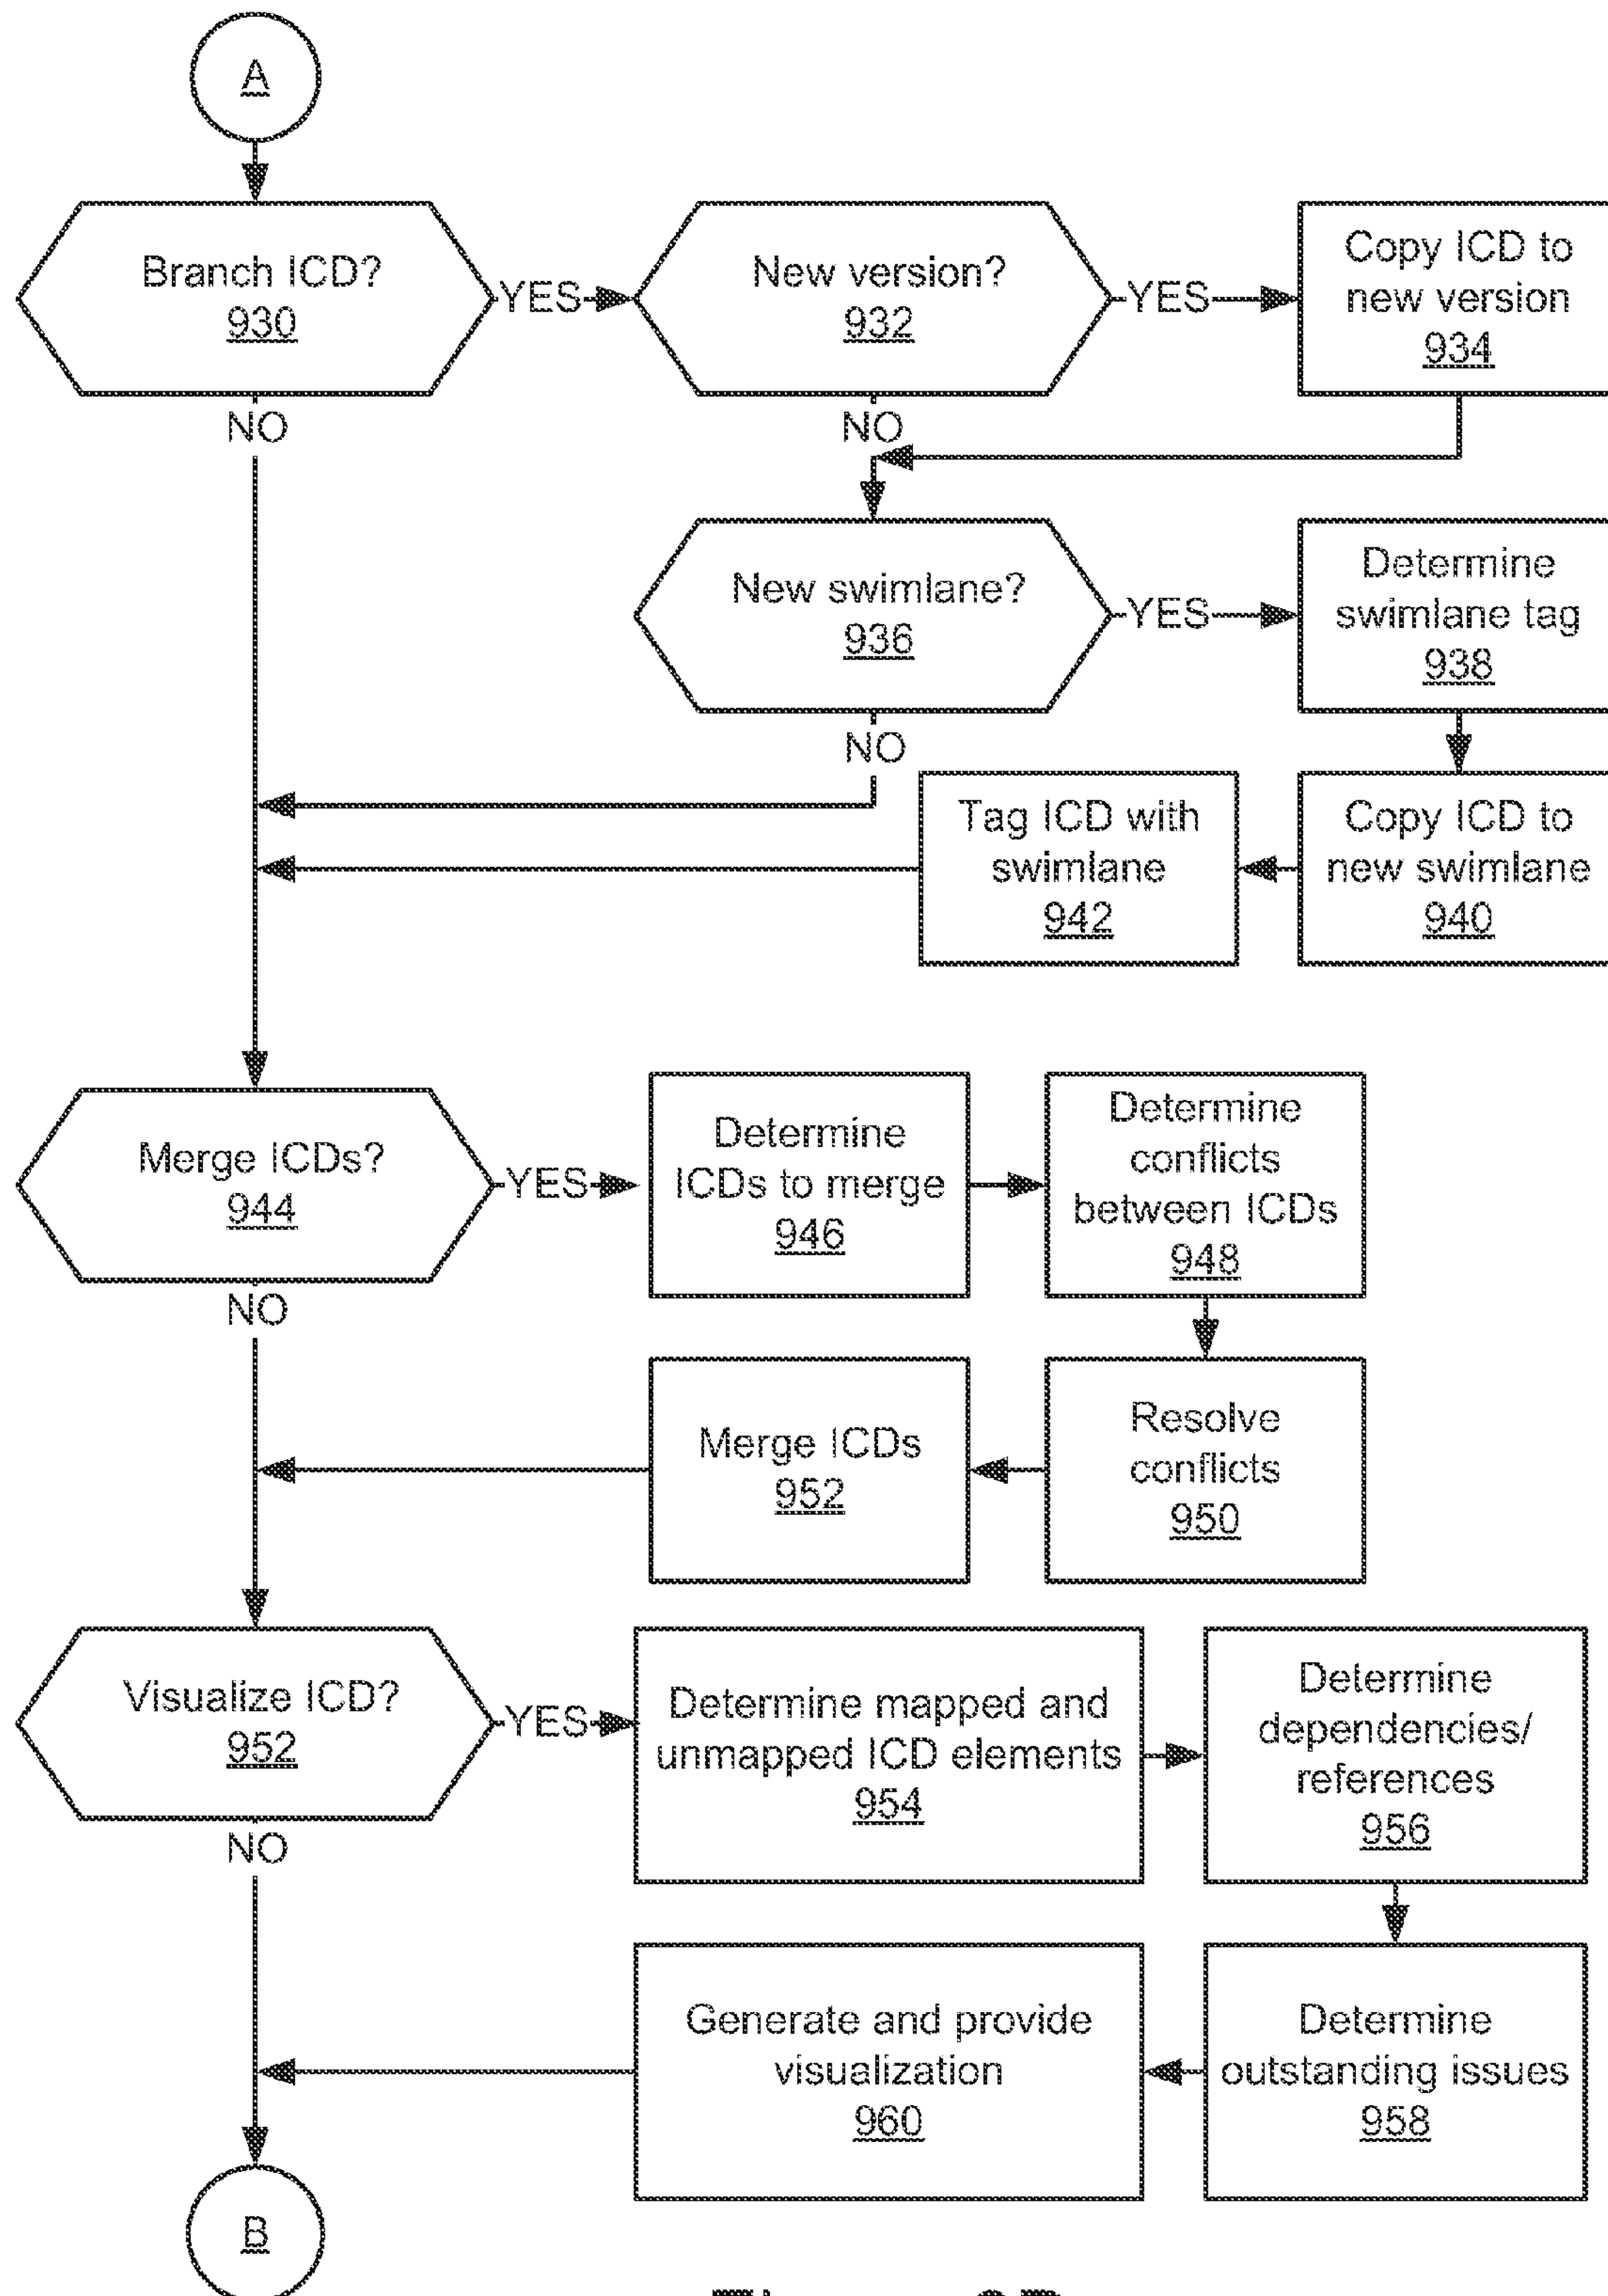 A
Branch ICD?
930
YES
New version?
932
YES
Copy ICD to
new version
934
NO
NO
New swimlane?
936
YES
Determine
swimlane tag
938
NO
Tag ICD with
swimlane
942
Copy ICD to
new swimlane
940
Merge ICDs?
944
YES
Determine
ICDs to merge
946
Determine
conflicts
between ICDs
948
NO
Merge ICDs
952
Resolve
conflicts
950
Visualize ICD?
952
YES
Determine mapped and
unmapped ICD elements
954
Determine
dependencies/
references
956
NO
Generate and provide
visualization
960
Determine
outstanding issues
958
B